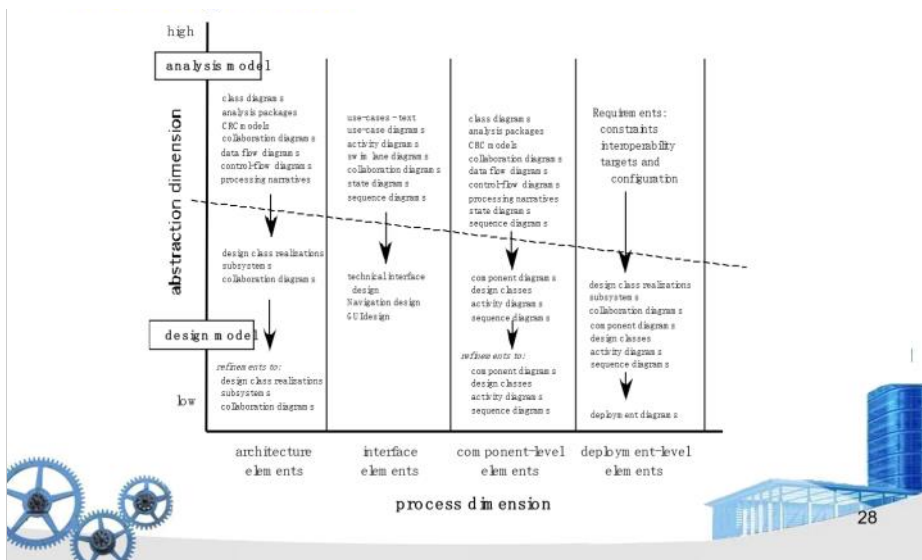 high
analysis model
class diagrams
analysis packages
CRC models
collaboration diagrams
data flow diagrams
control-flow diagrams
processing narratives
design class realizations
subsystems
collaboration diagrams
design model
refinements to:
design class realizations
subsystems
collaboration diagrams
low
abstraction dimension
use-cases - text
use-case diagrams
activity diagrams
swim lane diagrams
collaboration diagrams
state diagrams
sequence diagrams
technical interface
design
Navigation design
GUI design
class diagrams
analysis packages
CRC models
collaboration diagrams
data flow diagrams
control-flow diagrams
processing narratives
state diagrams
sequence diagrams
component diagrams
design classes
activity diagrams
sequence diagrams
refinements to:
component diagrams
design classes
activity diagrams
sequence diagrams
Requirements:
constraints
interoperability
targets and
configuration
design class realizations
subsystems
collaboration diagrams
component diagrams
design classes
activity diagrams
sequence diagrams
deployment diagrams
architecture
elements
interface
elements
component-level
elements
deployment-level
elements
process dimension
28